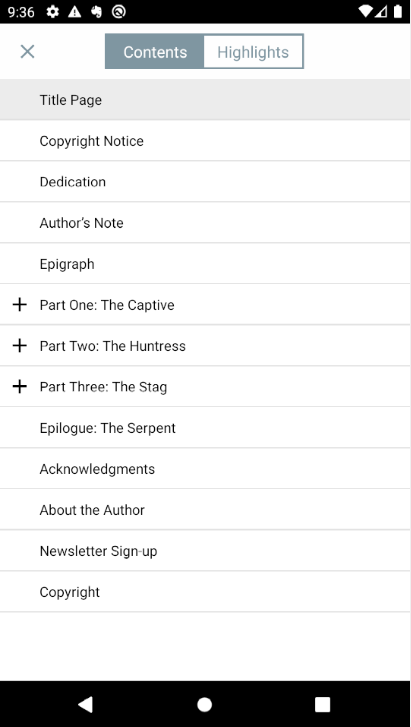 9:36
Contents
Highlights
Title Page
Copyright Notice
Dedication
Author's Note
Epigraph
Part One: The Captive
Part Two: The Huntress
Part Three: The Stag
Epilogue: The Serpent
Acknowledgments
About the Author
Newsletter Sign-up
Copyright